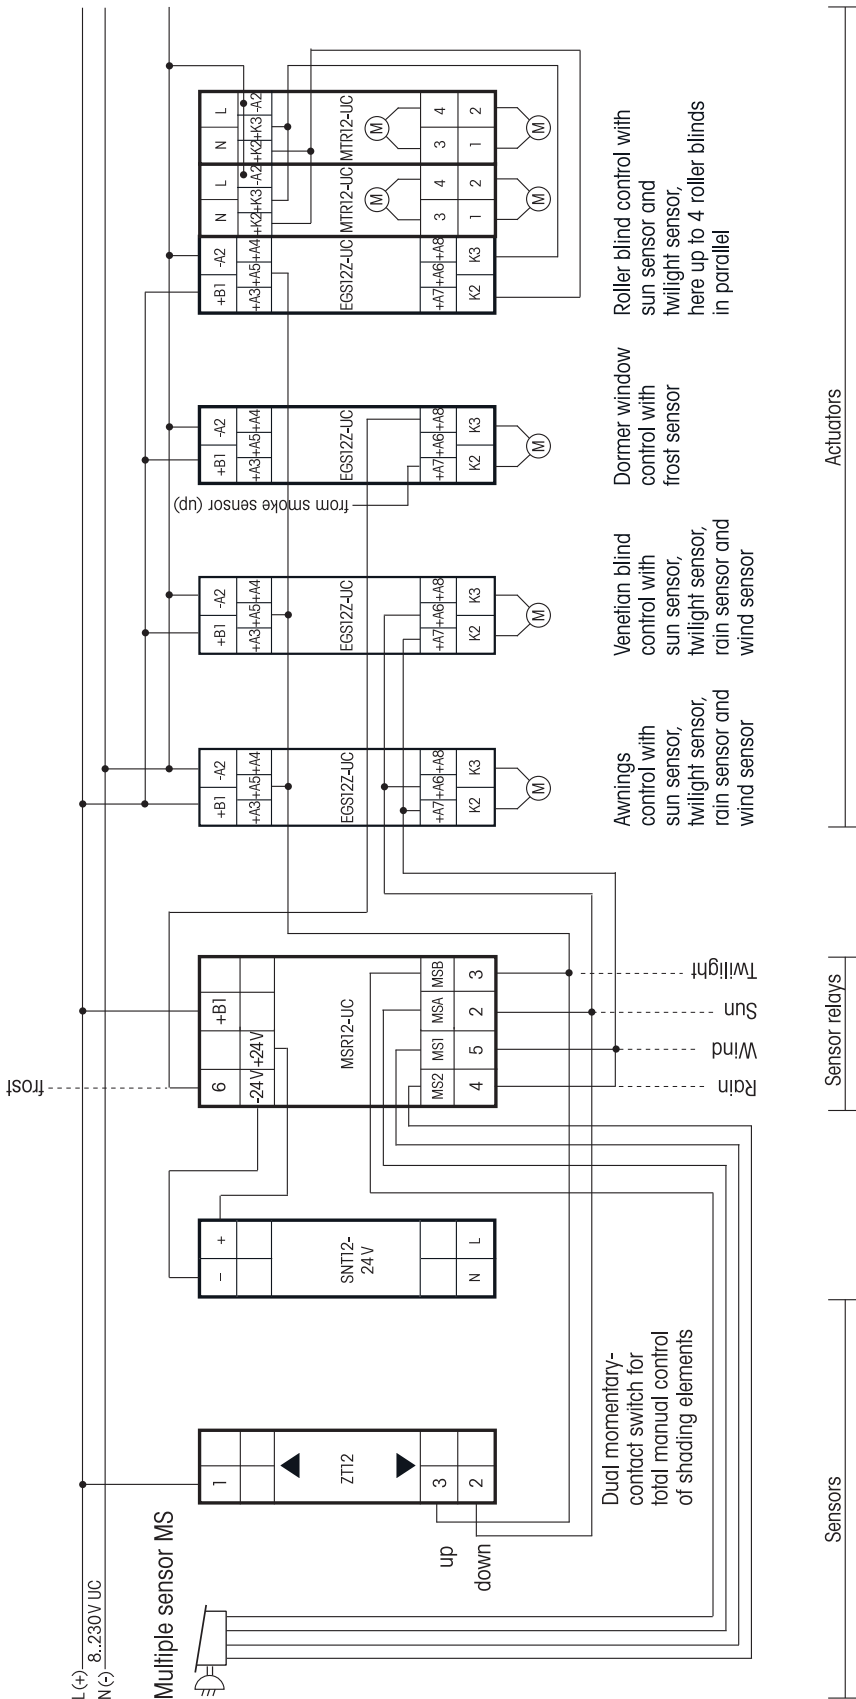 L (+)
8..230V UC
N (-)
Multiple sensor MS
up
down
1
ZT12
3
2
Dual momentary-
contact switch for
total manual control
of shading elements
Sensors
–
+
SNT12-
24V
N
L
frost
6
+B1
-24V
+24V
MSR12-UC
MS2
MS1
MSA
MSB
4
5
2
3
Rain
Wind
Sun
Twilight
Sensor relays
+B1
-A2
+A3
+A5
+A4
EGS12Z-UC
+A7
+A6
+A8
K2
K3
M
Awnings
control with
sun sensor,
twilight sensor,
rain sensor and
wind sensor
+B1
-A2
+A3
+A5
+A4
EGS12Z-UC
+A7
+A6
+A8
K2
K3
M
Venetian blind
control with
sun sensor,
twilight sensor,
rain sensor and
wind sensor
from smoke sensor (up)
+B1
-A2
+A3
+A5
+A4
EGS12Z-UC
+A7
+A6
+A8
K2
K3
M
Dormer window
control with
frost sensor
+B1
-A2
+A3
+A5
+A4
EGS12Z-UC
+A7
+A6
+A8
K2
K3
N
L
+K2
+K3
-A2
MTR12-UC
M
3
4
1
2
M
N
L
+K2
+K3
-A2
MTR12-UC
M
3
4
1
2
M
Roller blind control with
sun sensor and
twilight sensor,
here up to 4 roller blinds
in parallel
Actuators